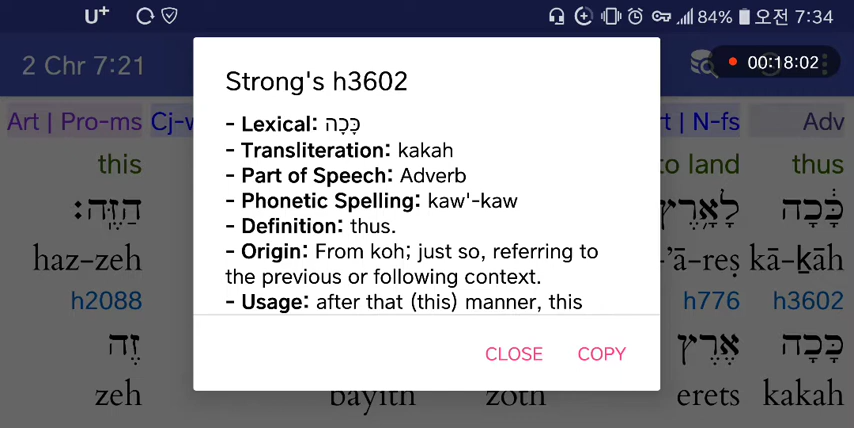 U⁺ 84% 오전 7:34
2 Chr 7:21 00:18:02
Strong's h3602
- Lexical: כָּכָה
- Transliteration: kakah
- Part of Speech: Adverb
- Phonetic Spelling: kaw'-kaw
- Definition: thus.
- Origin: From koh; just so, referring to
the previous or following context.
- Usage: after that (this) manner, this
CLOSE COPY
Art | Pro-ms Cj-w | N-fs Adv
this to land thus
הַזֶּֽה׃ לָאָ֥רֶץ כָּ֔כָה
haz-zeh -’ā-reṣ kā-ḵāh
h2088 h776 h3602
זֶה אֶרֶץ כָּכָה
zeh bayith zoth erets kakah